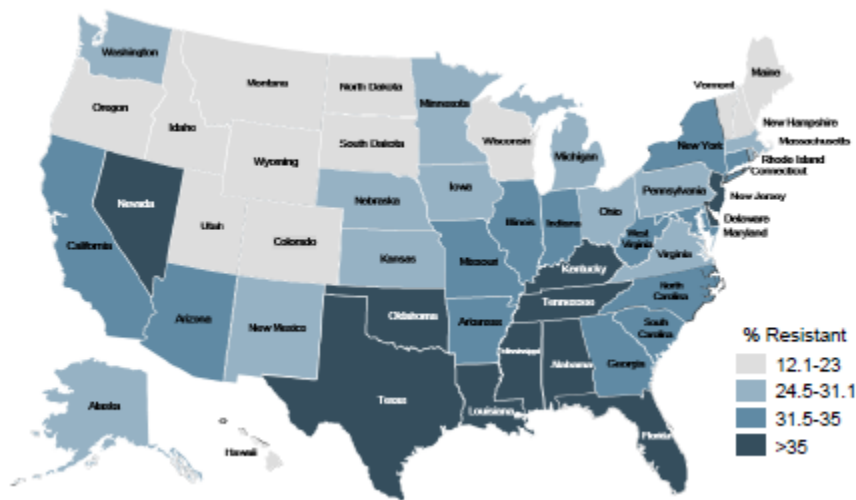 Washington
Montana
North Dakota
Minnesota
Maine
Vermont
Oregon
Idaho
Wisconsin
New Hampshire
Massachusetts
South Dakota
Michigan
New York
Rhode Island
Connecticut
Wyoming
Nebraska
Iowa
Pennsylvania
New Jersey
Nevada
Utah
Colorado
Illinois
Indiana
Ohio
Delaware
Maryland
California
Kansas
Missouri
West
Virginia
Virginia
Kentucky
North
Carolina
Tennessee
Arizona
New Mexico
Oklahoma
Arkansas
South
Carolina
Mississippi
Alabama
Georgia
Texas
Louisiana
Florida
Alaska
Hawaii
% Resistant
12.1-23
24.5-31.1
31.5-35
>35